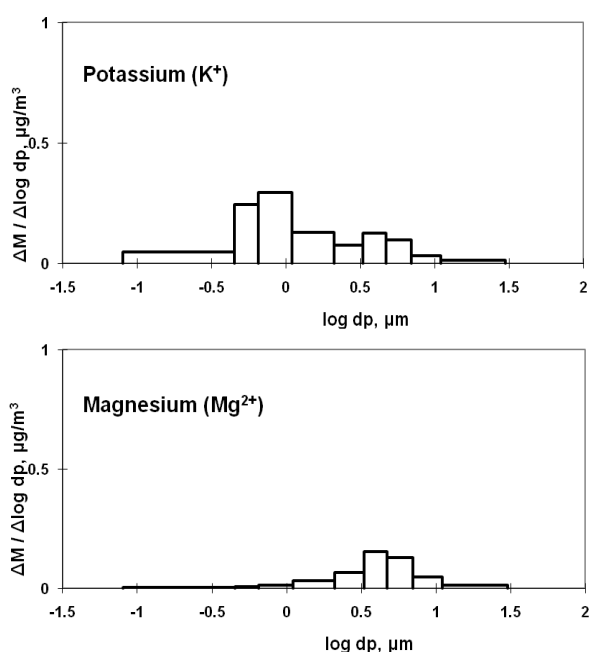 1
Potassium (K⁺)
ΔM / Δlog dp, µg/m³
0.5
0
-1.5 -1 -0.5 0 0.5 1 1.5 2
log dp, µm
1
Magnesium (Mg²⁺)
ΔM / Δlog dp, µg/m³
0.5
0
-1.5 -1 -0.5 0 0.5 1 1.5 2
log dp, µm